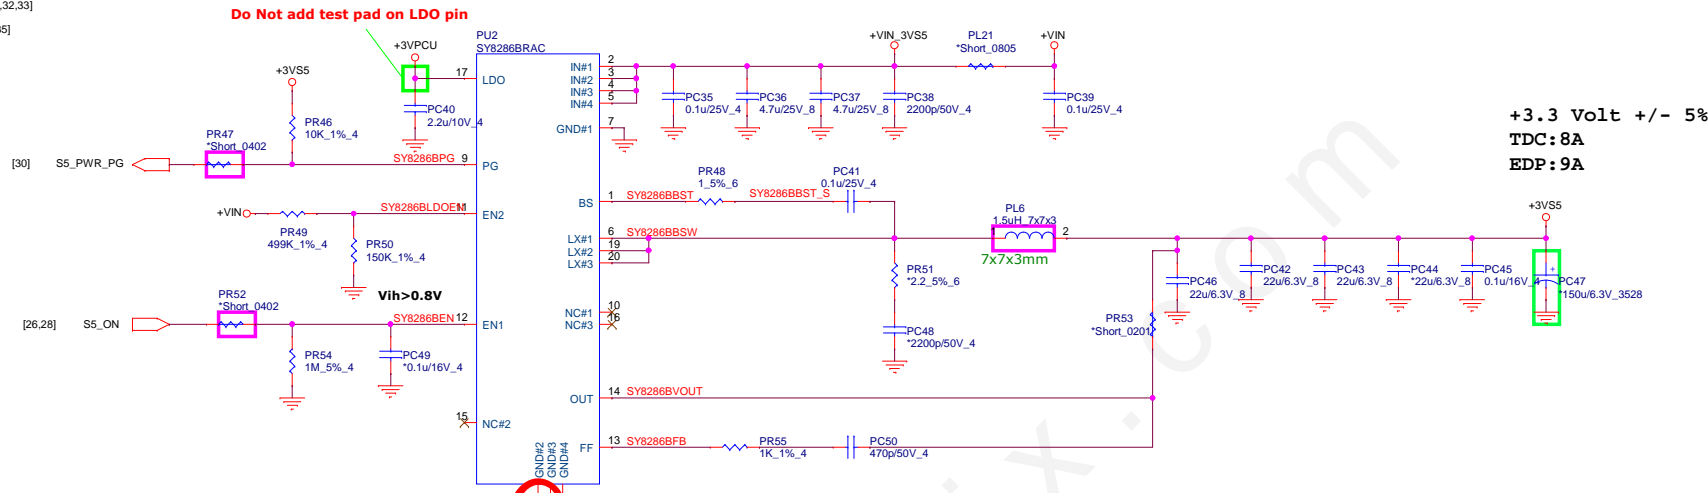 ,32,33]
Do Not add test pad on LDO pin
35]
PU2
SY8286BRAC
+3VPCU
+VIN_3VS5
PL21
*Short_0805
+VIN
17
LDO
2
3
4
5
IN#1
IN#2
IN#3
IN#4
+3VS5
PR46
10K_1%_4
PC40
2.2u/10V_4
PC35
0.1u/25V_4
PC36
4.7u/25V_8
PC37
4.7u/25V_8
PC38
2200p/50V_4
PC39
0.1u/25V_4
7
GND#1
+3.3 Volt +/- 5%
TDC:8A
EDP:9A
PR47
*Short_0402
[30]
S5_PWR_PG
SY8286BPG
9
PG
PR48
1_5%_6
PC41
0.1u/25V_4
1
BS
SY8286BBST
SY8286BBST_S
+VIN
PR49
499K_1%_4
SY8286BLDOEN
11
EN2
PR50
150K_1%_4
6
19
20
LX#1
LX#2
LX#3
SY8286BBSW
PL6
1.5uH_7x7x3
1
2
7x7x3mm
+3VS5
PR51
*2.2_5%_6
PC46
22u/6.3V_8
PC42
22u/6.3V_8
PC43
22u/6.3V_8
PC44
*22u/6.3V_8
PC45
0.1u/16V_4
+
PC47
*150u/6.3V_3528
Vih>0.8V
PR52
*Short_0402
[26,28]
S5_ON
SY8286BEN
12
EN1
10
16
NC#1
NC#3
PR53
*Short_0201
PC48
*2200p/50V_4
PR54
1M_5%_4
PC49
*0.1u/16V_4
14
OUT
SY8286BVOUT
15
NC#2
13
FF
SY8286BFB
PR55
1K_1%_4
PC50
470p/50V_4
GND#2
GND#3
GND#4
x.com